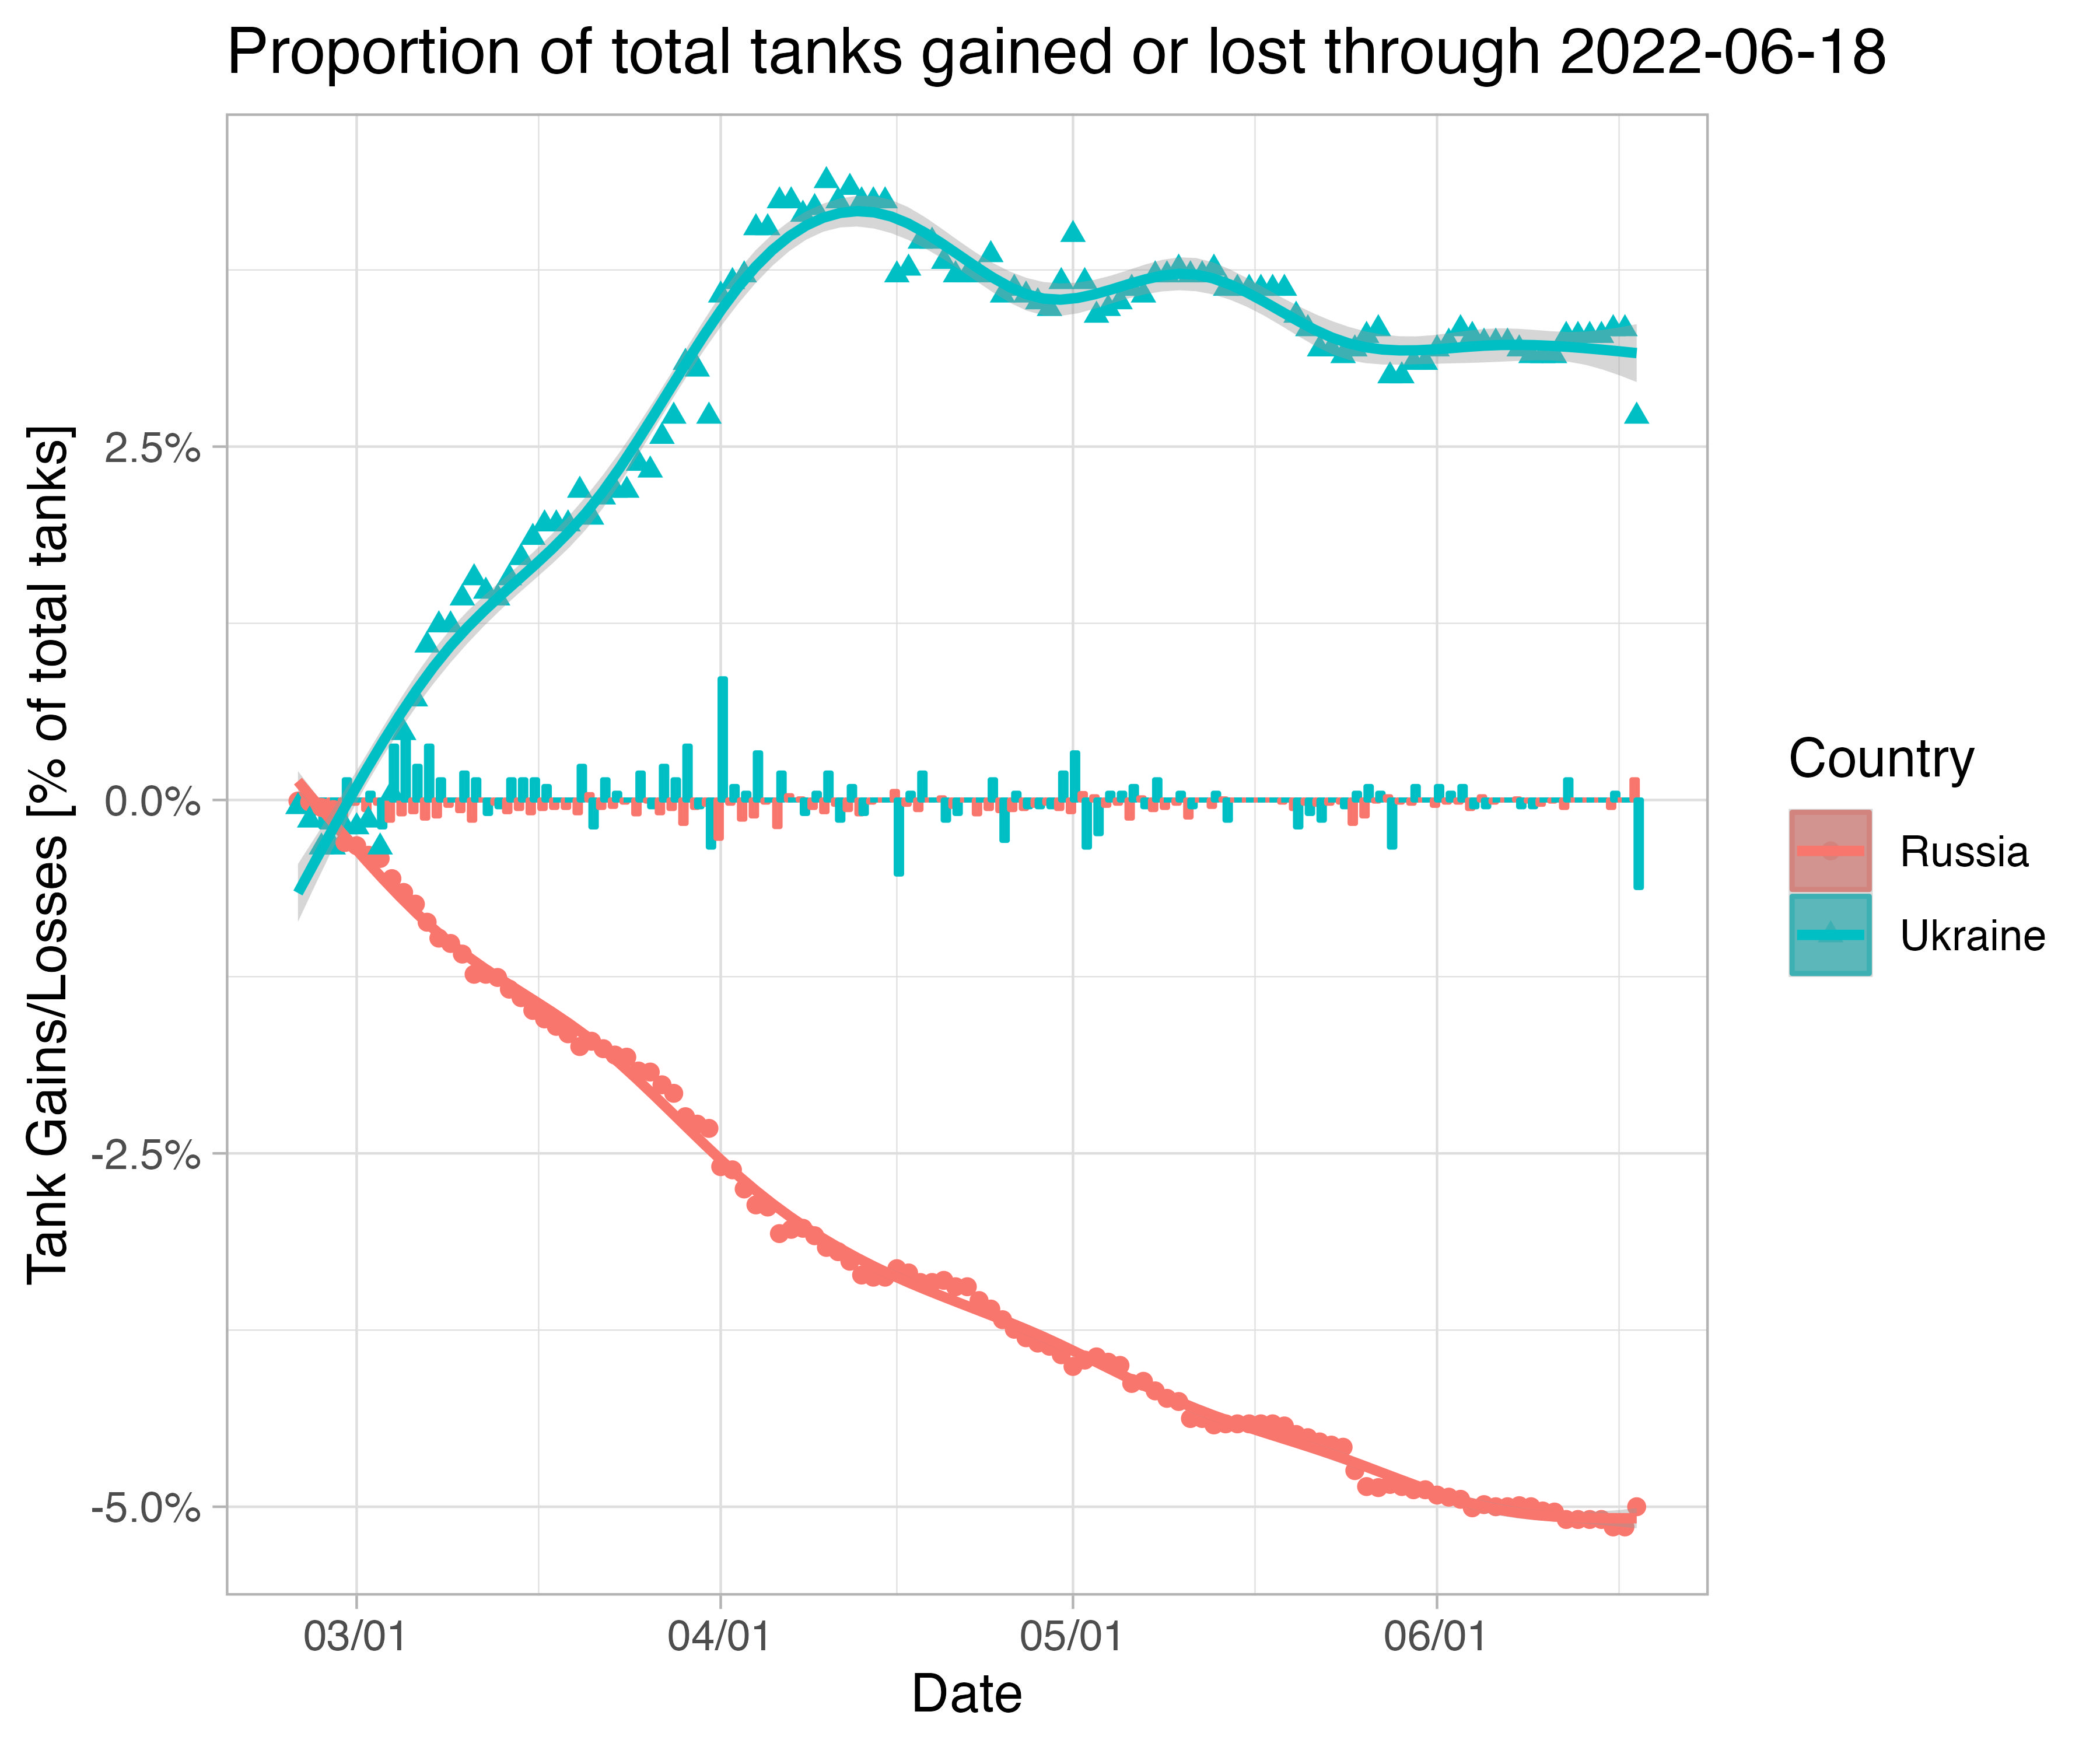 Proportion of total tanks gained or lost through 2022-06-18
Tank Gains/Losses [% of total tanks]
2.5%
0.0%
-2.5%
-5.0%
03/01
04/01
05/01
06/01
Date
Country
Russia
Ukraine